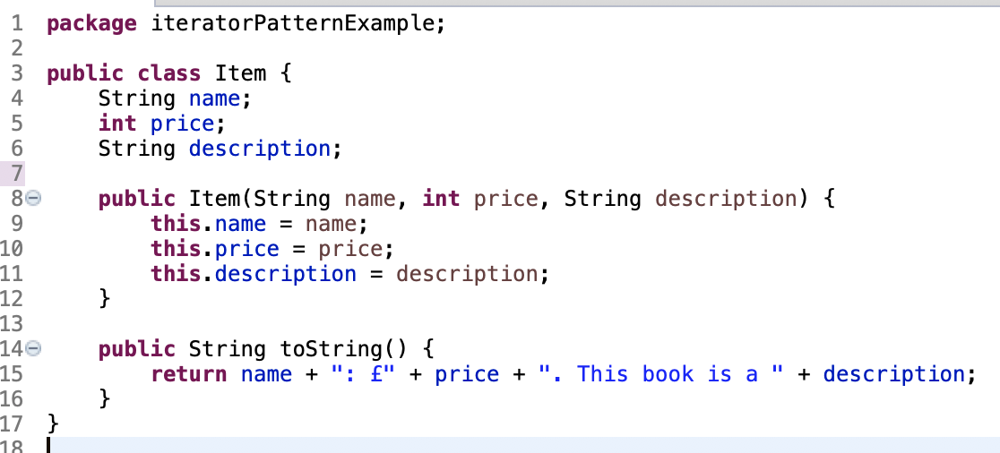 1 package iteratorPatternExample;
2
3 public class Item {
4     String name;
5     int price;
6     String description;
7
8     public Item(String name, int price, String description) {
9         this.name = name;
10         this.price = price;
11         this.description = description;
12     }
13
14     public String toString() {
15         return name + ": £" + price + ". This book is a " + description;
16     }
17 }
18